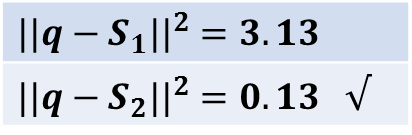 ||q − S₁||² = 3.13
||q − S₂||² = 0.13 √